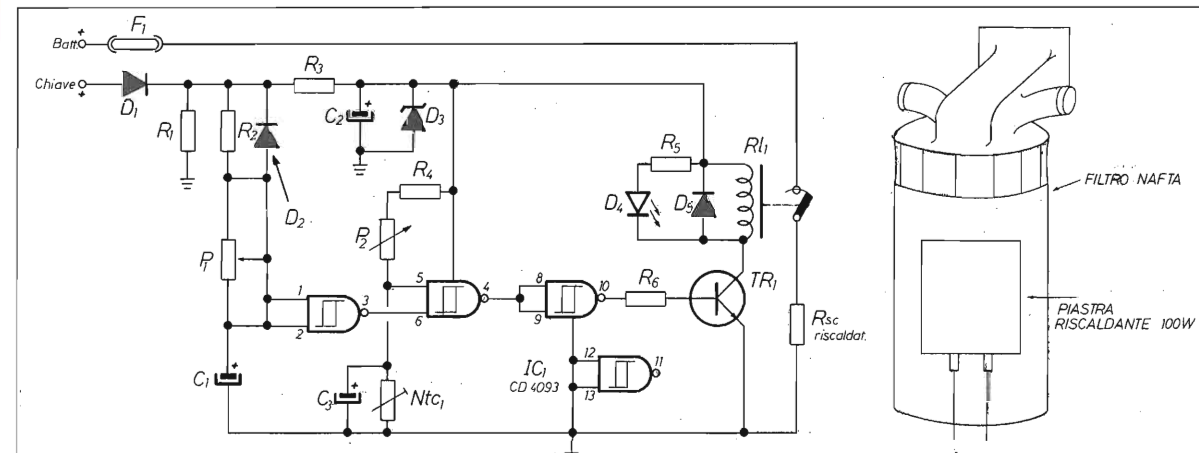 F1
+
Batt.
Chiave
+
D1
R1
R2
D2
R3
C2
+
D3
R4
P2
P1
1
2
3
5
6
4
8
9
10
R6
R5
D4
D5
Rl1
TR1
Rsc
riscaldat.
12
13
11
IC1
CD 4093
C1
+
C3
+
Ntc1
FILTRO NAFTA
PIASTRA
RISCALDANTE 100W